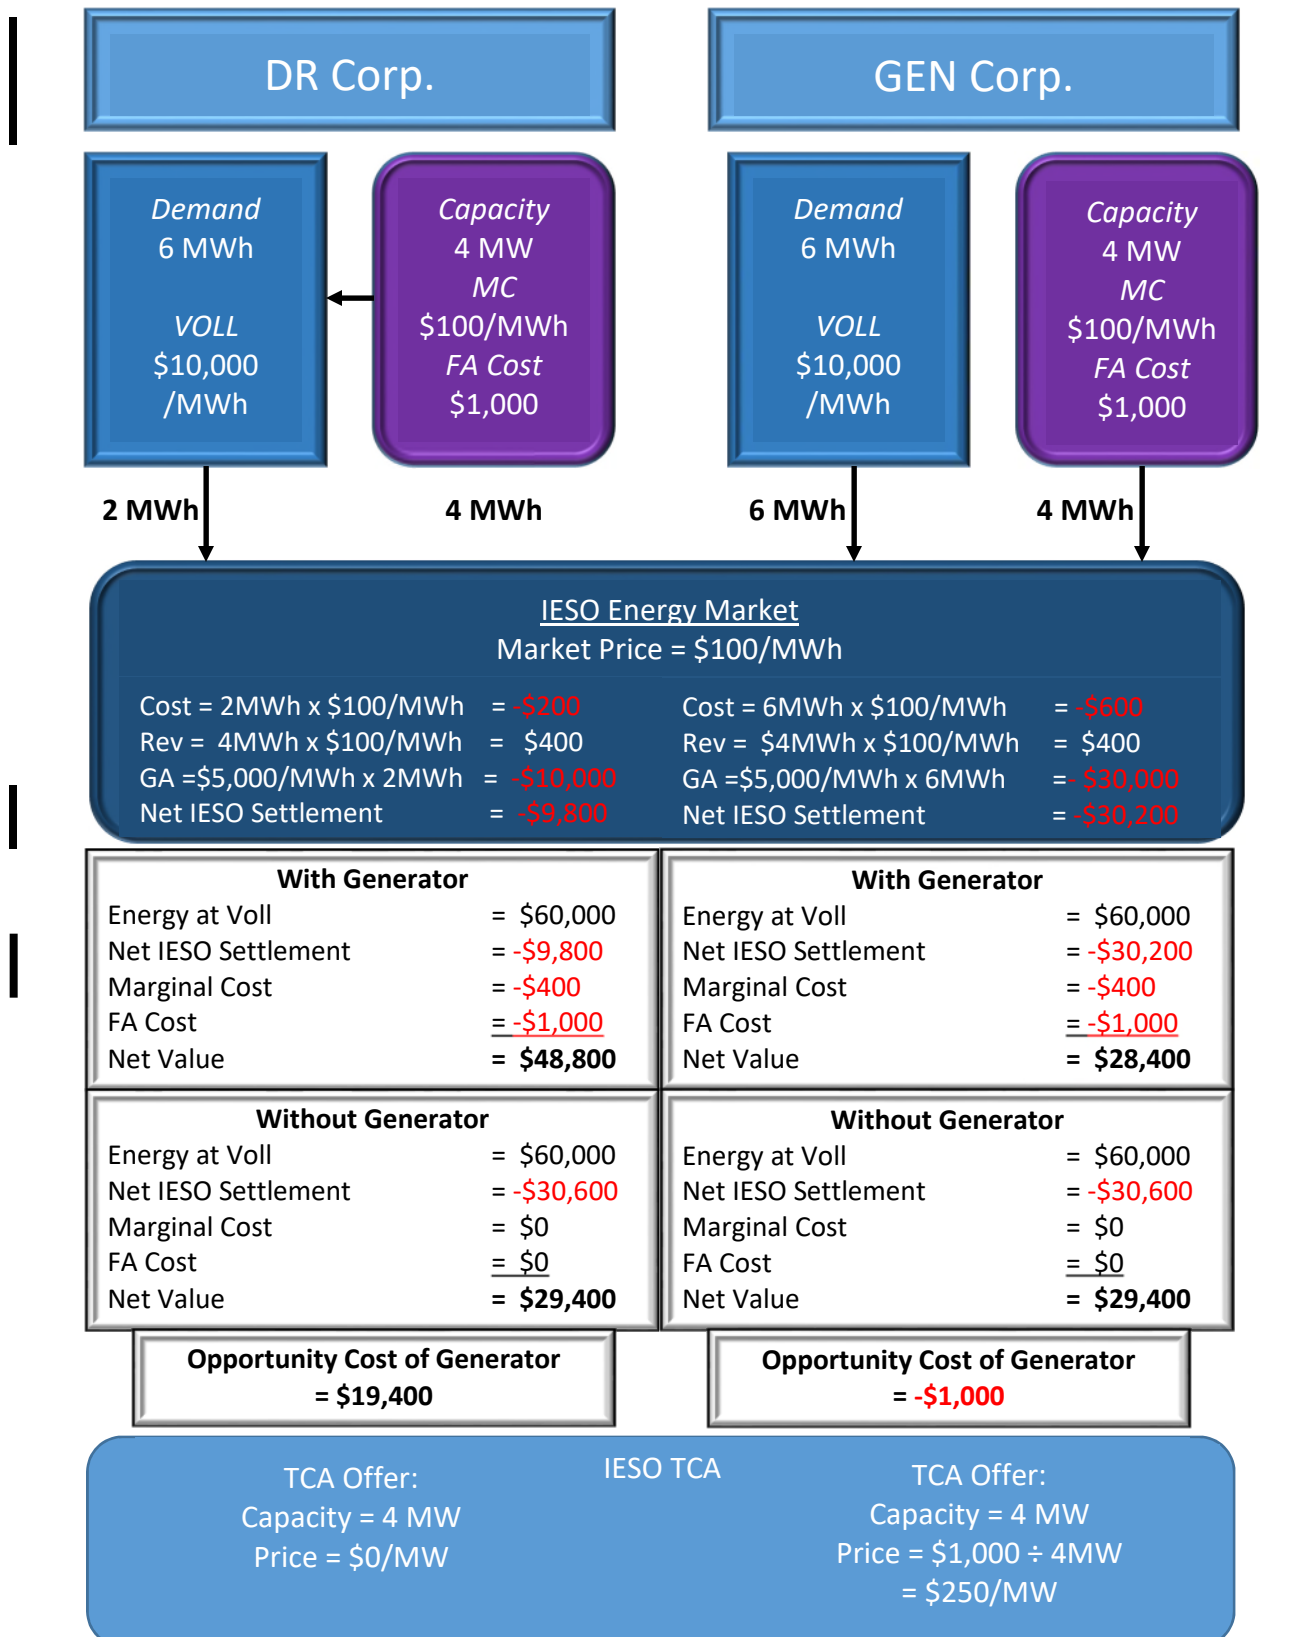 DR Corp.
GEN Corp.
Demand
6 MWh
VOLL
$10,000
/MWh
Capacity
4 MW
MC
$100/MWh
FA Cost
$1,000
Demand
6 MWh
VOLL
$10,000
/MWh
Capacity
4 MW
MC
$100/MWh
FA Cost
$1,000
2 MWh
4 MWh
6 MWh
4 MWh
IESO Energy Market
Market Price = $100/MWh
Cost = 2MWh x $100/MWh = -$200
Rev = 4MWh x $100/MWh = $400
GA =$5,000/MWh x 2MWh = -$10,000
Net IESO Settlement = -$9,800
Cost = 6MWh x $100/MWh = -$600
Rev = $4MWh x $100/MWh = $400
GA =$5,000/MWh x 6MWh =- $30,000
Net IESO Settlement = -$30,200
With Generator
Energy at Voll = $60,000
Net IESO Settlement = -$9,800
Marginal Cost = -$400
FA Cost = -$1,000
Net Value = $48,800
With Generator
Energy at Voll = $60,000
Net IESO Settlement = -$30,200
Marginal Cost = -$400
FA Cost = -$1,000
Net Value = $28,400
Without Generator
Energy at Voll = $60,000
Net IESO Settlement = -$30,600
Marginal Cost = $0
FA Cost = $0
Net Value = $29,400
Without Generator
Energy at Voll = $60,000
Net IESO Settlement = -$30,600
Marginal Cost = $0
FA Cost = $0
Net Value = $29,400
Opportunity Cost of Generator
= $19,400
Opportunity Cost of Generator
= -$1,000
IESO TCA
TCA Offer:
Capacity = 4 MW
Price = $0/MW
TCA Offer:
Capacity = 4 MW
Price = $1,000 ÷ 4MW
= $250/MW